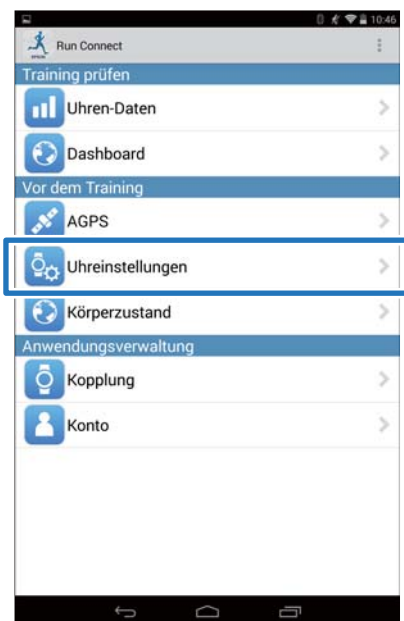 10:46
Run Connect
Training prüfen
Uhren-Daten
Dashboard
Vor dem Training
AGPS
Uhreinstellungen
Körperzustand
Anwendungsverwaltung
Kopplung
Konto